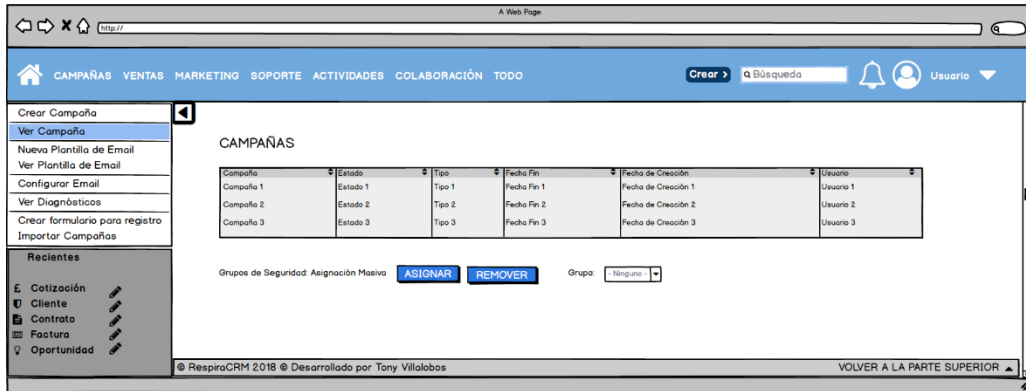 A Web Page
http://
CAMPAÑAS VENTAS MARKETING SOPORTE ACTIVIDADES COLABORACIÓN TODO
Crear >
Búsqueda
Usuario
Crear Campaña
Ver Campaña
Nueva Plantilla de Email
Ver Plantilla de Email
Configurar Email
Ver Diagnósticos
Crear formulario para registro
Importar Campañas
Recientes
Cotización
Cliente
Contrato
Factura
Oportunidad
CAMPAÑAS
Campaña Estado Tipo Fecha Fin Fecha de Creación Usuario
Campaña 1 Estado 1 Tipo 1 Fecha Fin 1 Fecha de Creación 1 Usuario 1
Campaña 2 Estado 2 Tipo 2 Fecha Fin 2 Fecha de Creación 2 Usuario 2
Campaña 3 Estado 3 Tipo 3 Fecha Fin 3 Fecha de Creación 3 Usuario 3
Grupos de Seguridad: Asignación Masiva ASIGNAR REMOVER Grupo: - Ninguno -
© RespiraCRM 2018 © Desarrollado por Tony Villalobos
VOLVER A LA PARTE SUPERIOR